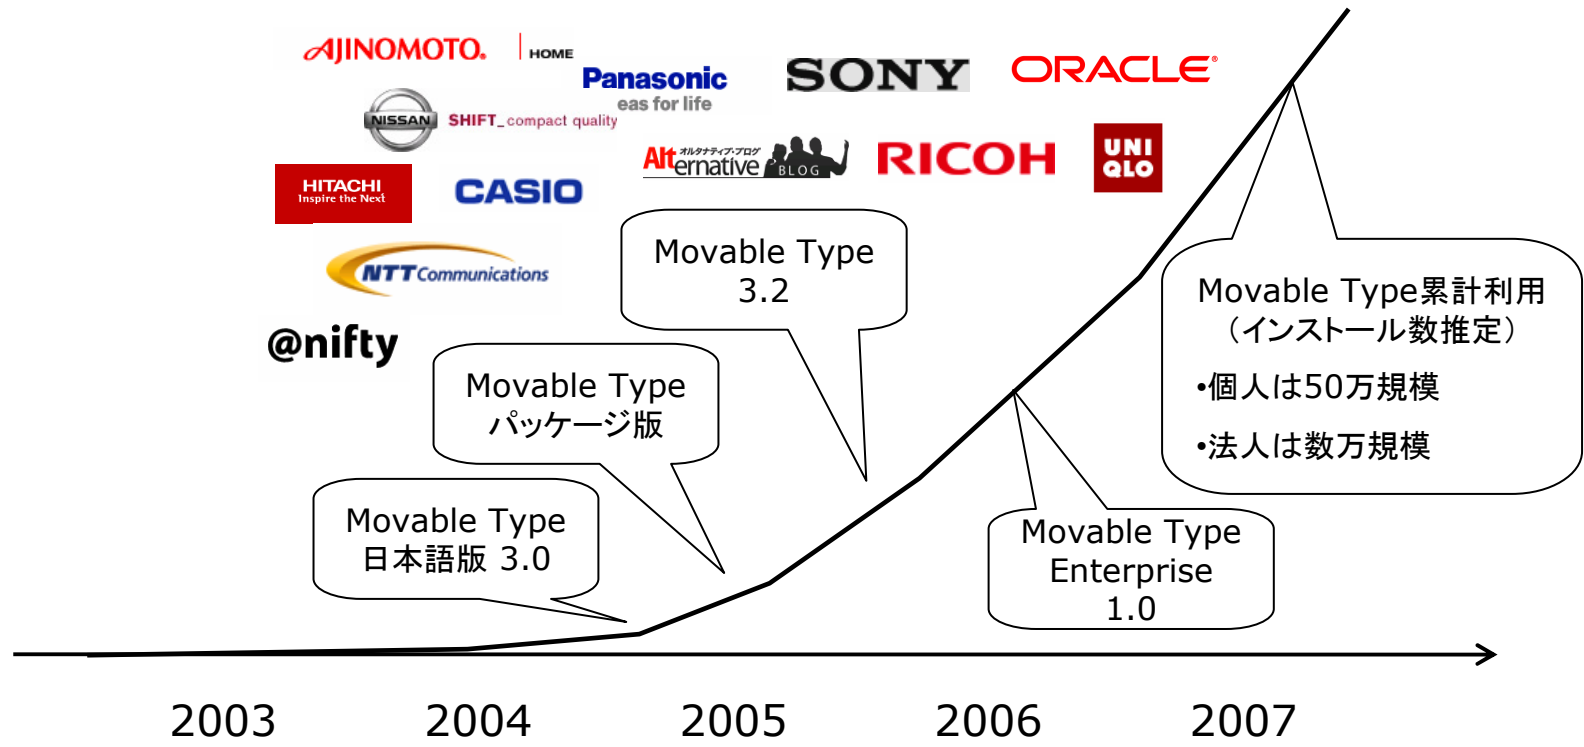 AJINOMOTO.
HOME
Panasonic
eas for life
SONY
ORACLE®
NISSAN
SHIFT_compact quality
オルタナティブ・ブログ
Alternative
BLOG
RICOH
UNI
QLO
HITACHI
Inspire the Next
CASIO
NTT Communications
@nifty
Movable Type
3.2
Movable Type
パッケージ版
Movable Type
日本語版 3.0
Movable Type
Enterprise
1.0
Movable Type累計利用
（インストール数推定）
•個人は50万規模
•法人は数万規模
2003
2004
2005
2006
2007